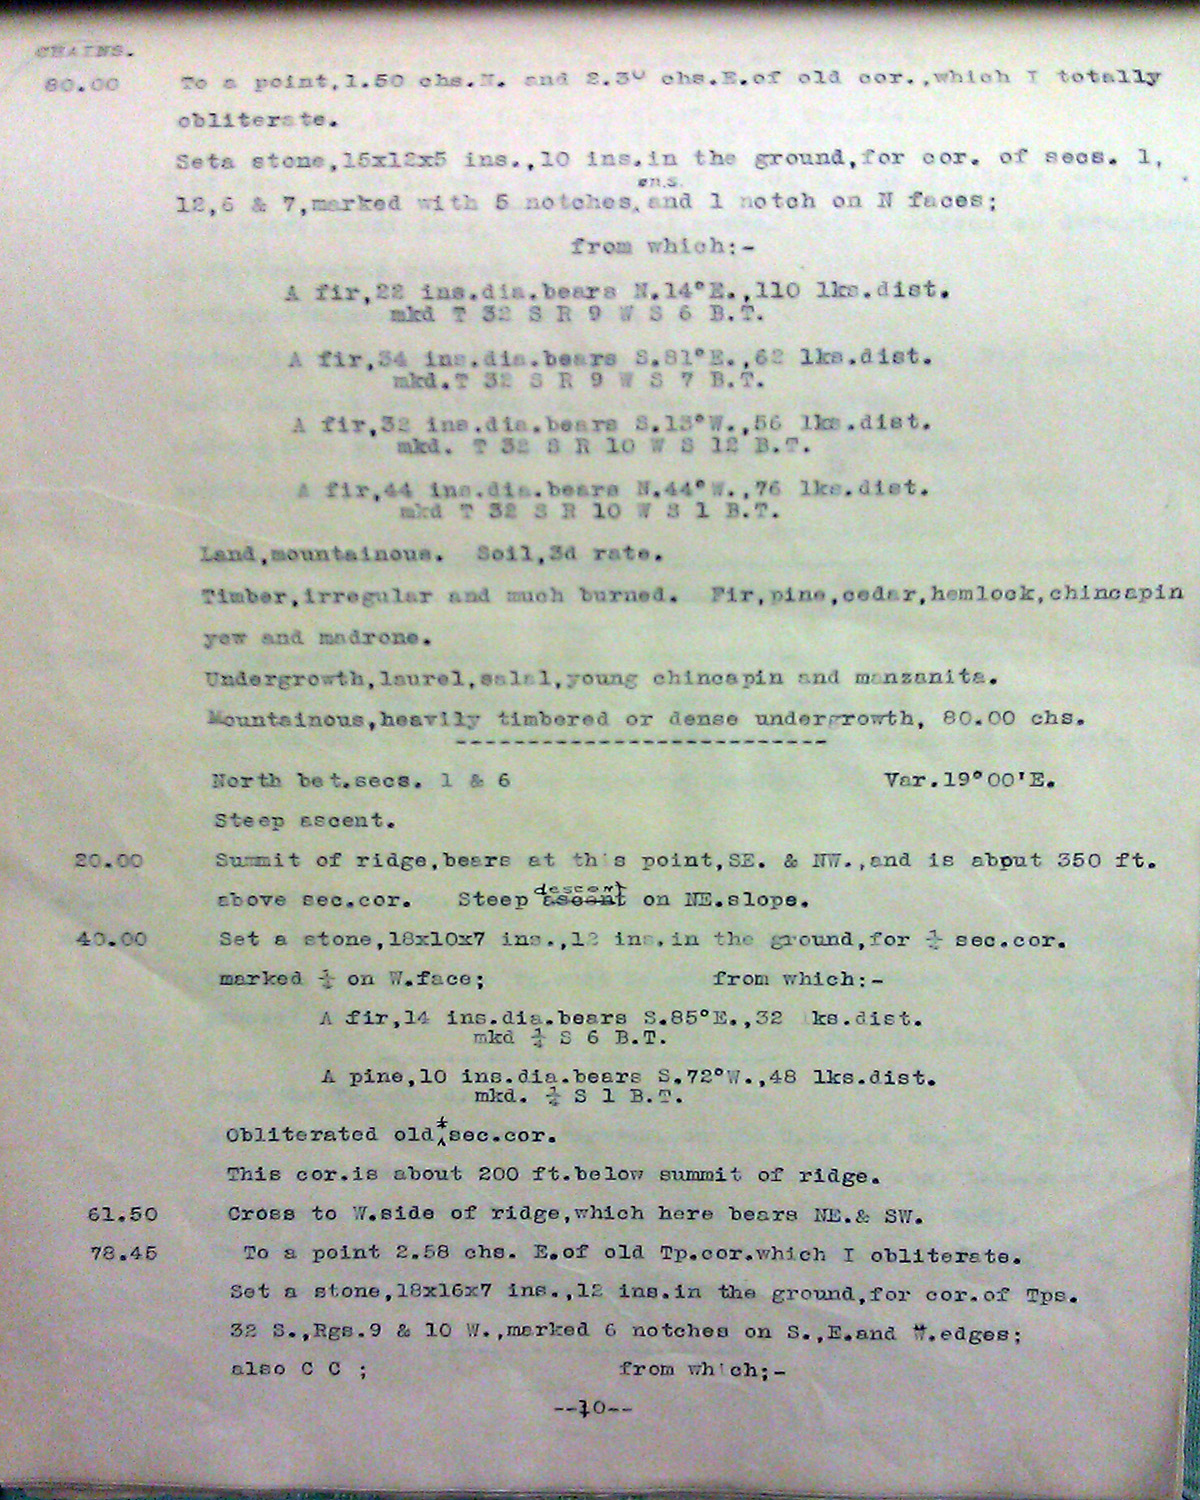 CHAINS.
80.00 To a point,1.50 chs.N. and 2.30 chs.E.of old cor.,which I totally
obliterate.
Seta stone,15x12x5 ins.,10 ins.in the ground,for cor. of secs. 1,
on S.
12,6 & 7,marked with 5 notches,and 1 notch on N faces;
from which:-
A fir,22 ins.dia.bears N.14°E.,110 lks.dist.
mkd T 32 S R 9 W S 6 B.T.
A fir,34 ins.dia.bears S.81°E.,62 lks.dist.
mkd.T 32 S R 9 W S 7 B.T.
A fir,32 ins.dia.bears S.13°W.,56 lks.dist.
mkd. T 32 S R 10 W S 12 B.T.
A fir,44 ins.dia.bears N.44°W.,76 lks.dist.
mkd T 32 S R 10 W S 1 B.T.
Land,mountainous. Soil,3d rate.
Timber,irregular and much burned. Fir,pine,cedar,hemlock,chincapin
yew and madrone.
Undergrowth,laurel,salal,young chincapin and manzanita.
Mountainous,heavily timbered or dense undergrowth, 80.00 chs.
---------------------------
North bet.secs. 1 & 6 Var.19°00'E.
Steep ascent.
20.00 Summit of ridge,bears at this point,SE. & NW.,and is abput 350 ft.
descent
above sec.cor. Steep ascent on NE.slope.
40.00 Set a stone,18x10x7 ins.,12 ins.in the ground,for ¼ sec.cor.
marked ¼ on W.face; from which:-
A fir,14 ins.dia.bears S.85°E.,32 ks.dist.
mkd ¼ S 6 B.T.
A pine,10 ins.dia.bears S.72°W.,48 lks.dist.
mkd. ¼ S 1 B.T.
Obliterated old ¼ sec.cor.
This cor.is about 200 ft.below summit of ridge.
61.50 Cross to W.side of ridge,which here bears NE.& SW.
78.45 To a point 2.58 chs. E.of old Tp.cor.which I obliterate.
Set a stone,18x16x7 ins.,12 ins.in the ground,for cor.of Tps.
32 S.,Rgs.9 & 10 W.,marked 6 notches on S.,E.and W.edges;
also C C ; from which;-
--10--